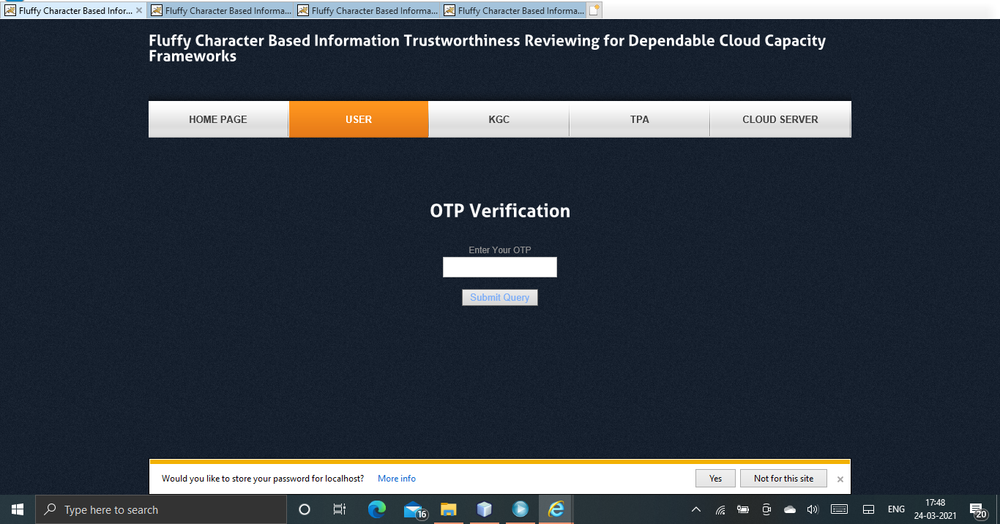 Fluffy Character Based Infor...
Fluffy Character Based Informa...
Fluffy Character Based Informa...
Fluffy Character Based Informa...
Fluffy Character Based Information Trustworthiness Reviewing for Dependable Cloud Capacity
Frameworks
HOME PAGE
USER
KGC
TPA
CLOUD SERVER
OTP Verification
Enter Your OTP
Submit Query
Would you like to store your password for localhost?
More info
Yes
Not for this site
Type here to search
16
ENG
17:48
24-03-2021
20